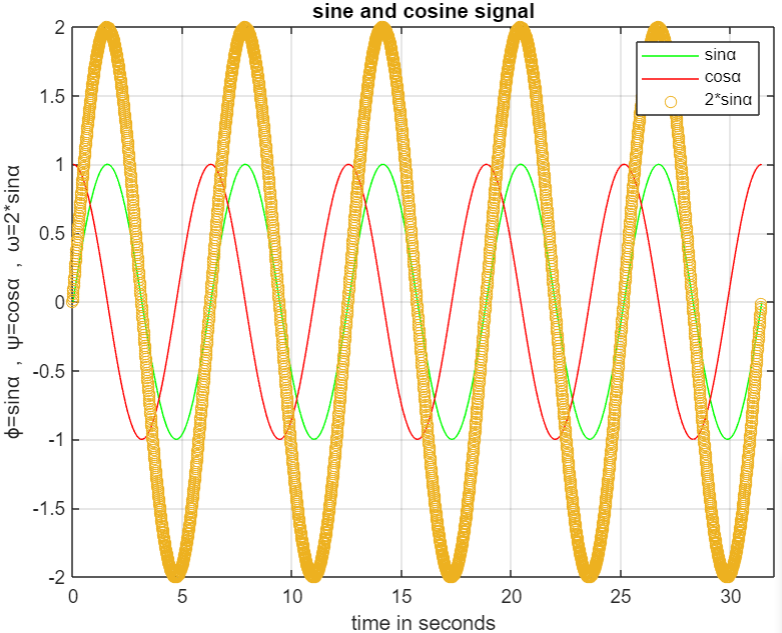 sine and cosine signal
sinα
cosα
2*sinα
ϕ=sinα , ψ=cosα , ω=2*sinα
2
1.5
1
0.5
0
-0.5
-1
-1.5
-2
0 5 10 15 20 25 30
time in seconds